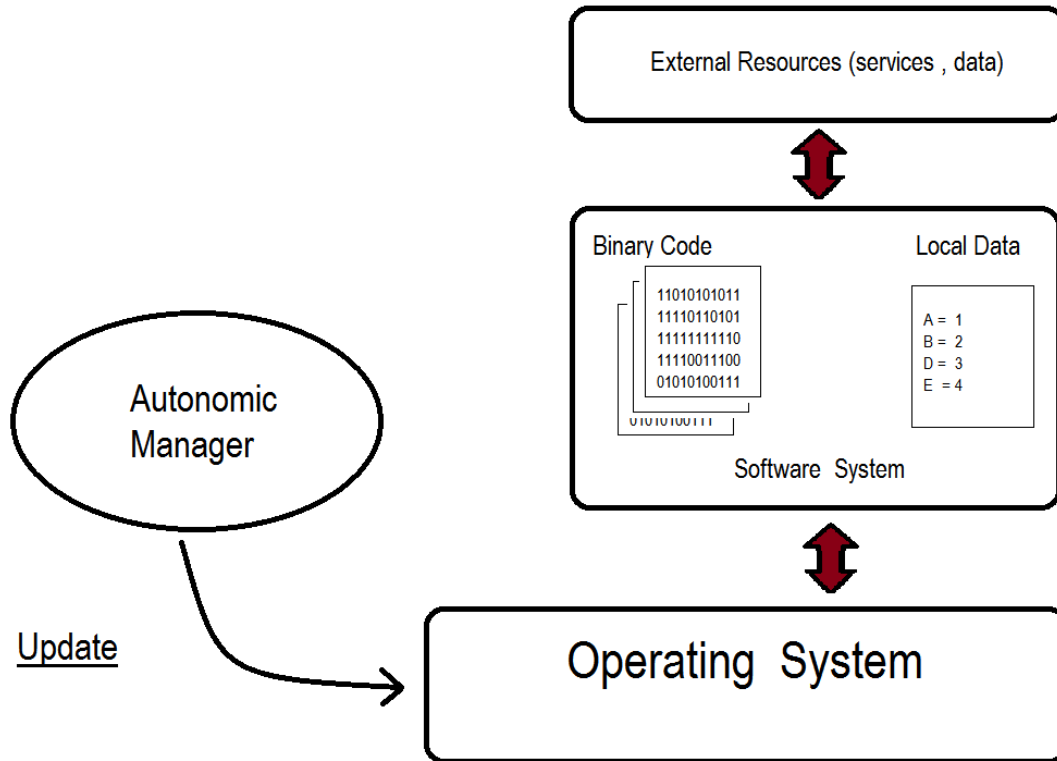 External Resources (services , data)
Binary Code
Local Data
11010101011
11110110101
11111111110
11110011100
01010100111
01010100111
A = 1
B = 2
D = 3
E = 4
Software System
Autonomic
Manager
Update
Operating System